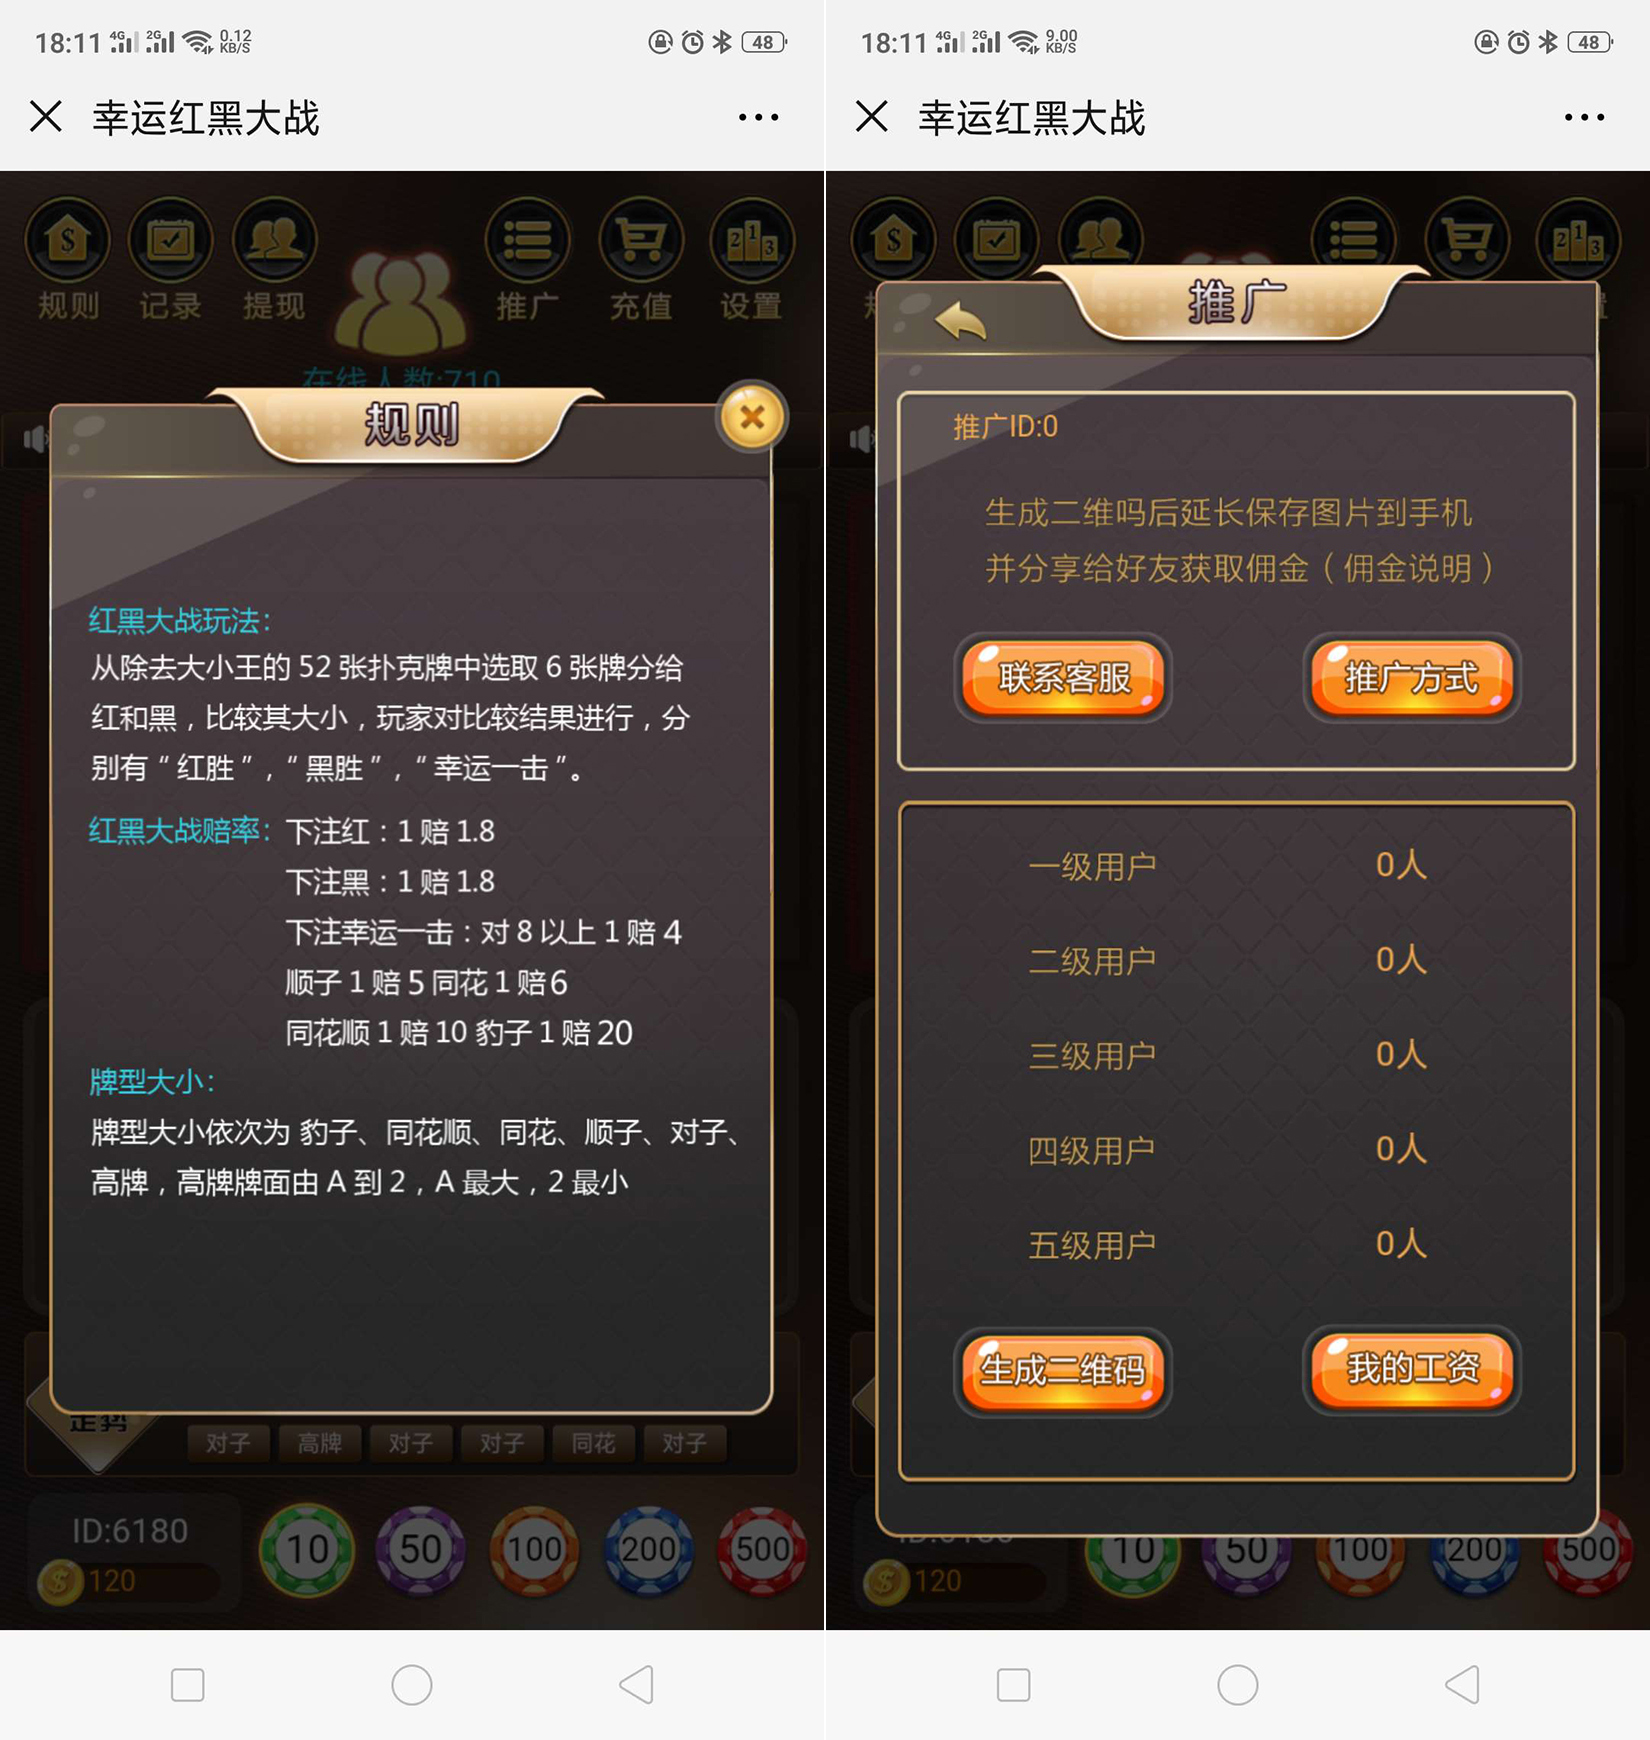 18:11 4G 2G 0.12 KB/S 48
幸运红黑大战
规则 记录 提现 推广 充值 设置
在线人数:710
规则
红黑大战玩法:
从除去大小王的 52 张扑克牌中选取 6 张牌分给
红和黑，比较其大小，玩家对比较结果进行，分
别有“红胜”，“黑胜”，“幸运一击”。
红黑大战赔率: 下注红：1 赔 1.8
下注黑：1 赔 1.8
下注幸运一击：对 8 以上 1 赔 4
顺子 1 赔 5 同花 1 赔 6
同花顺 1 赔 10 豹子 1 赔 20
牌型大小:
牌型大小依次为 豹子、同花顺、同花、顺子、对子、
高牌，高牌牌面由 A 到 2，A 最大，2 最小
走势
对子 高牌 对子 对子 同花 对子
ID:6180
120
10 50 100 200 500
18:11 4G 2G 9.00 KB/S 48
幸运红黑大战
推广
推广ID:0
生成二维吗后延长保存图片到手机
并分享给好友获取佣金（佣金说明）
联系客服 推广方式
一级用户 0人
二级用户 0人
三级用户 0人
四级用户 0人
五级用户 0人
生成二维码 我的工资
ID:6180
120
10 50 100 200 500